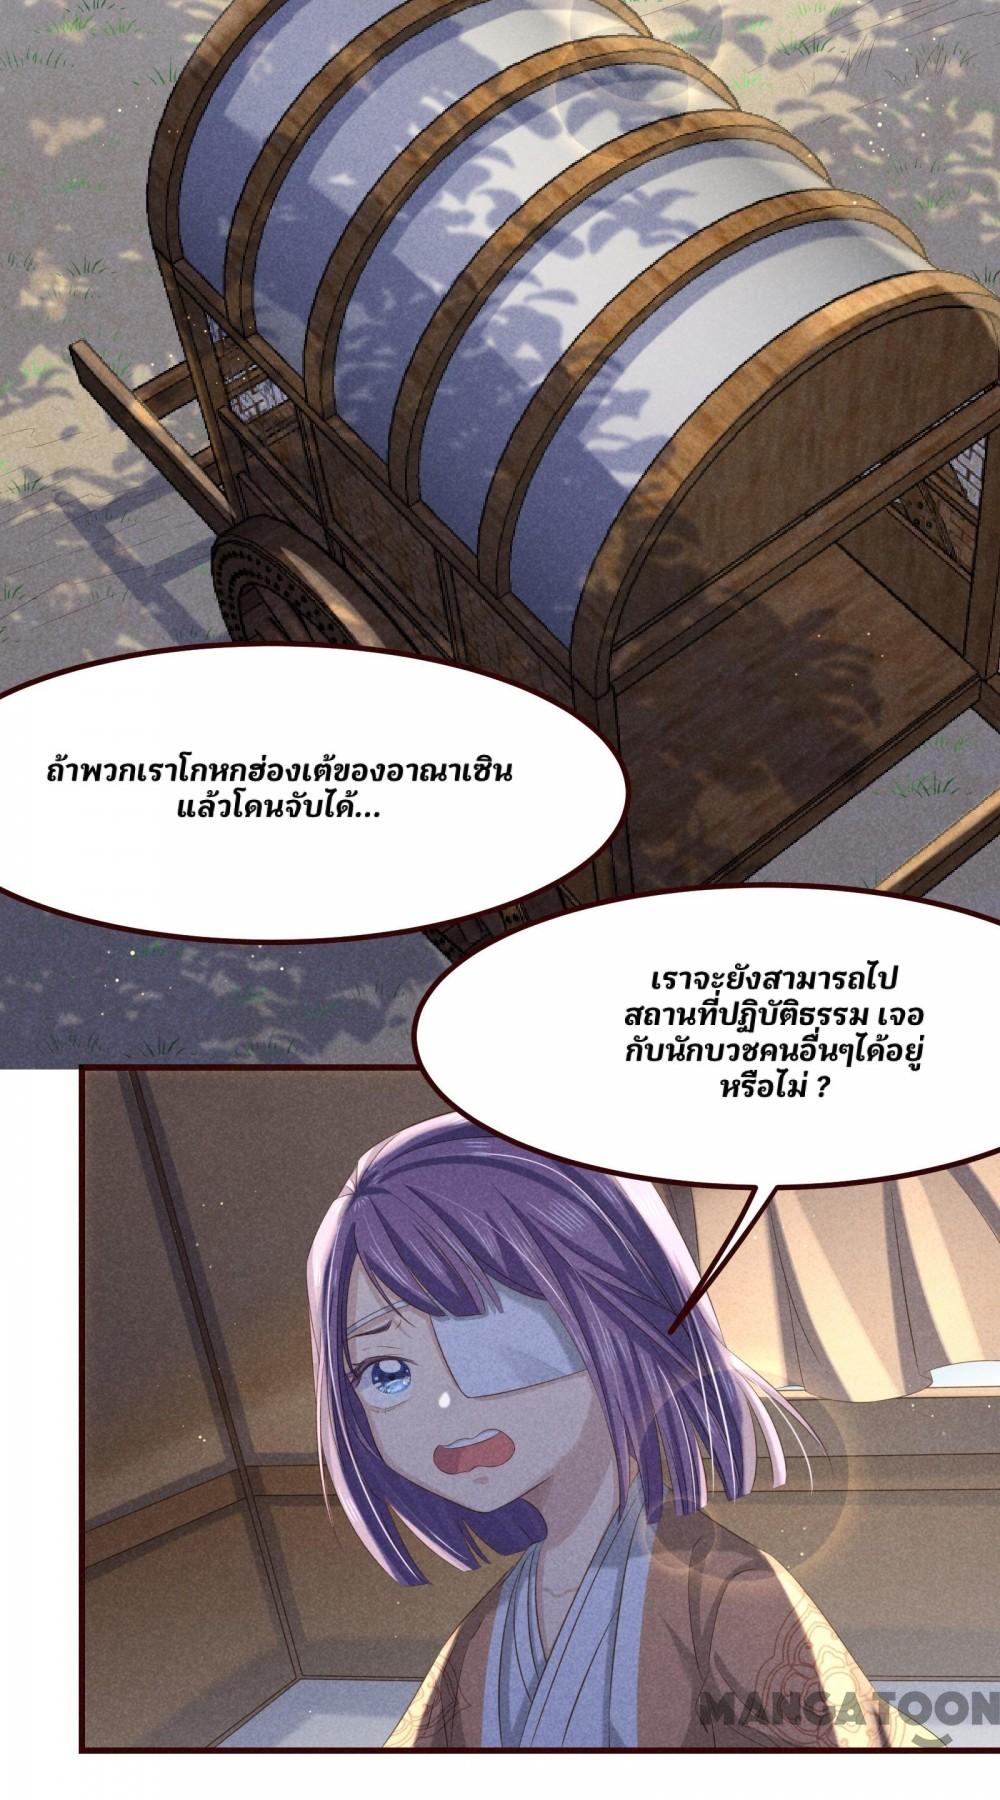 ถ้าพวกเราโกหกฮ่องเต้ของอาณาเซิน
แล้วโดนจับได้...
เราจะยังสามารถไป
สถานที่ปฏิบัติธรรม เจอ
กับนักบวชคนอื่นๆได้อยู่
หรือไม่ ?
MANGATOON